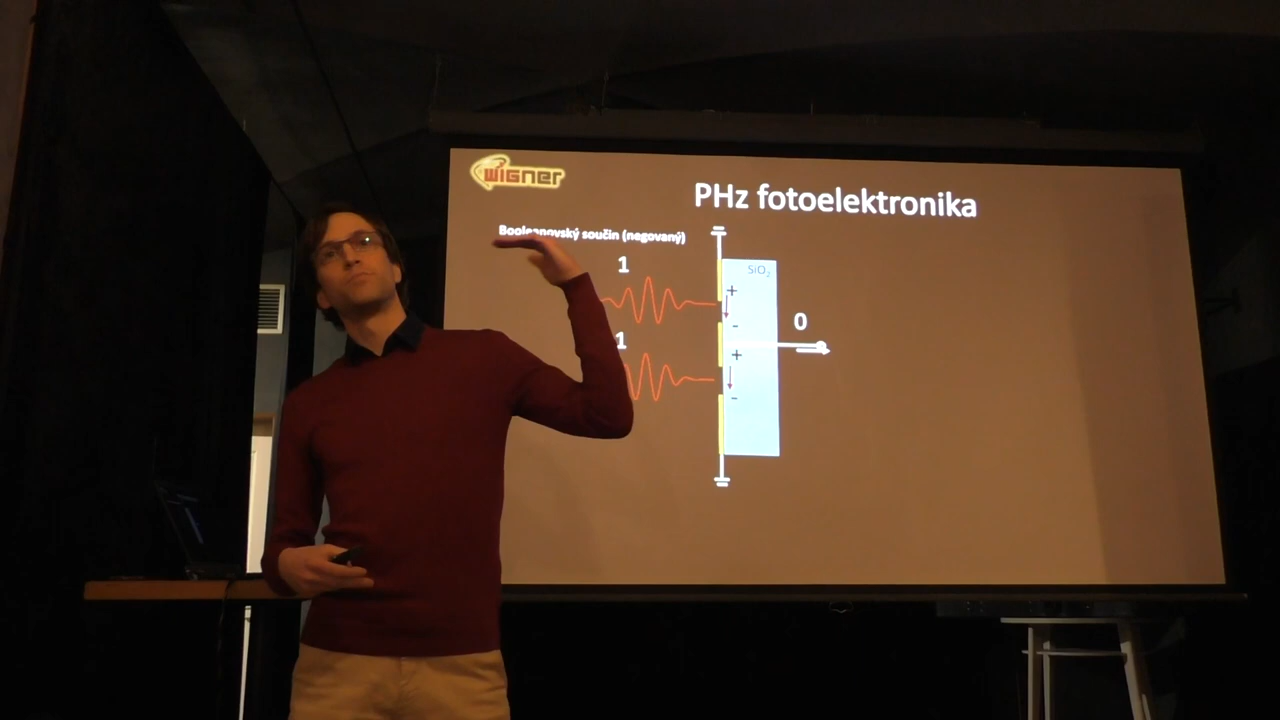 WIGNer
PHz fotoelektronika
Booleanovský součin (negovaný)
1
SiO2
+
-
0
1
+
-